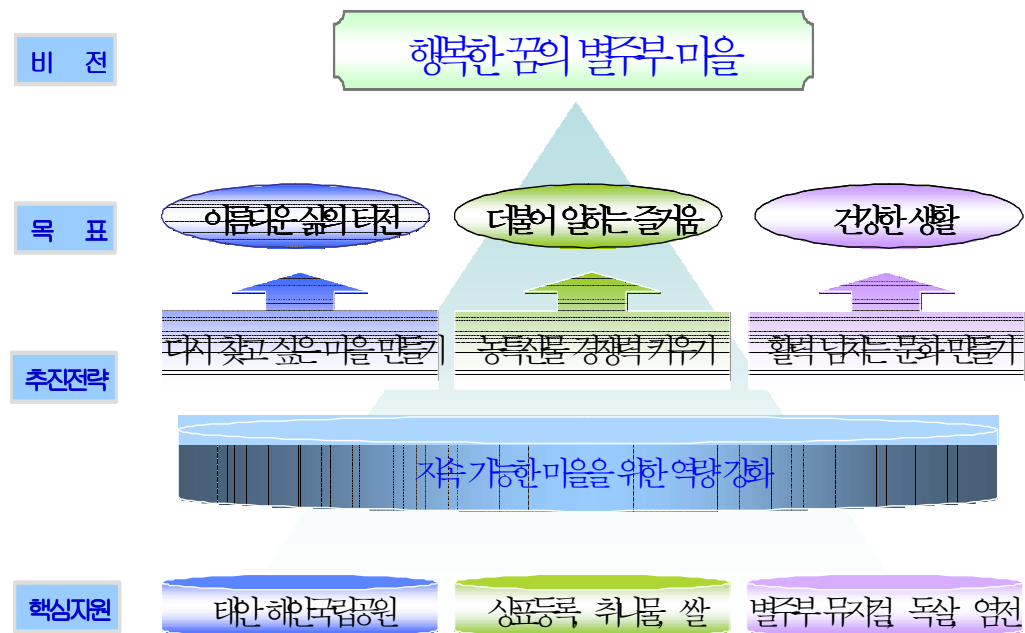 비 전
행복한 꿈의 별주부 마을
목 표
아름다운 삶의 터전
더불어 일하는 즐거움
건강한 생활
추진전략
다시 찾고 싶은 마을 만들기
농특산물 경쟁력 키우기
활력 넘치는 문화 만들기
지속 가능한 마을을 위한 역량 강화
핵심자원
태안 해안국립공원
상표등록, 취나물, 쌀
별주부 뮤지컬, 독살, 염전